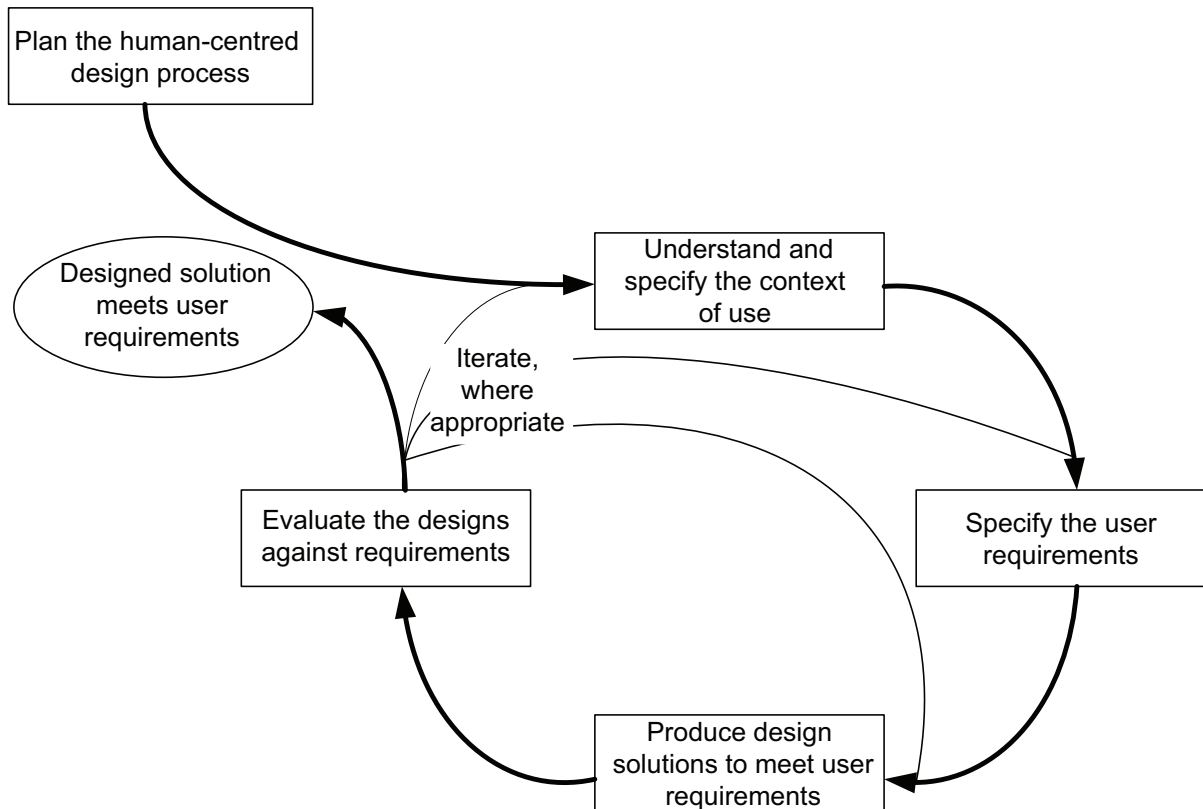 Plan the human-centred
design process
Understand and
specify the context
of use
Designed solution
meets user
requirements
Iterate,
where
appropriate
Evaluate the designs
against requirements
Specify the user
requirements
Produce design
solutions to meet user
requirements